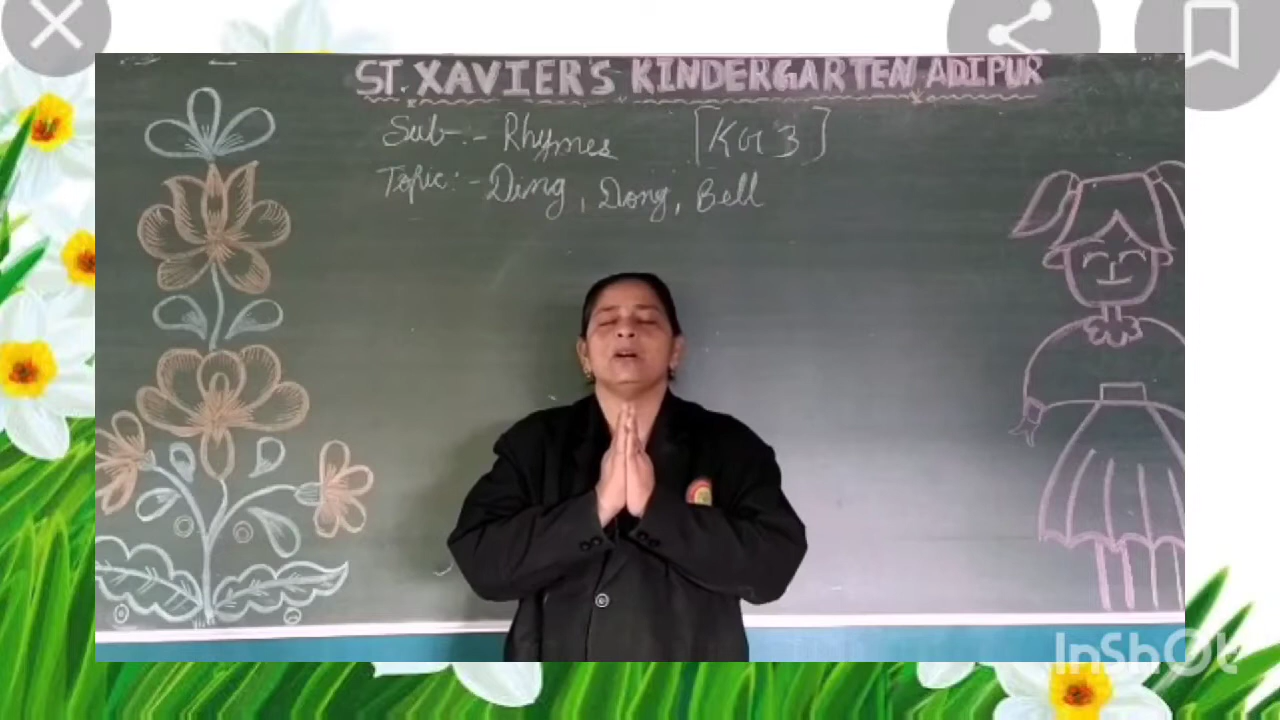 ST. XAVIER'S KINDERGARTEN ADIPUR
Sub :- Rhymes [KG 3]
Topic :- Ding, Dong, Bell
InShOt